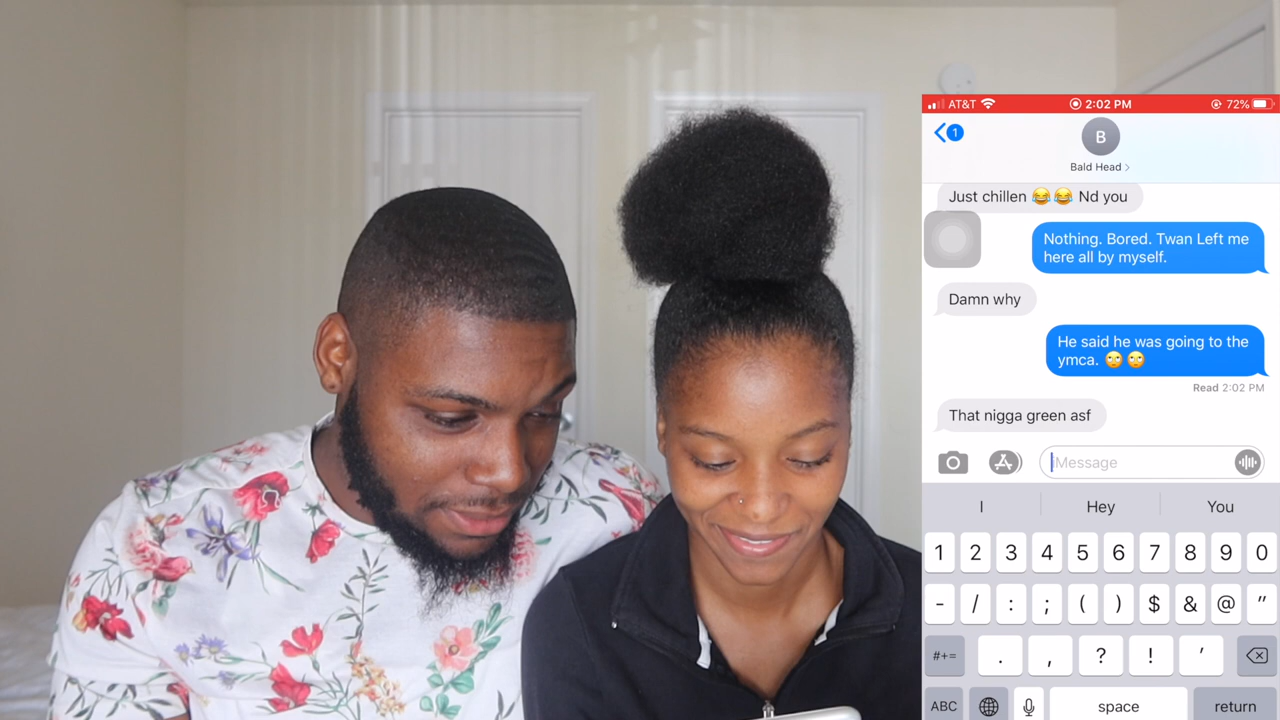 AT&T 2:02 PM 72%
1
B
Bald Head
Just chillen 😂😂 Nd you
Nothing. Bored. Twan Left me
here all by myself.
Damn why
He said he was going to the
ymca. 🙄🙄
Read 2:02 PM
That nigga green asf
iMessage
I Hey You
1 2 3 4 5 6 7 8 9 0
- / : ; ( ) $ & @ "
#+= . , ? ! '
ABC space return